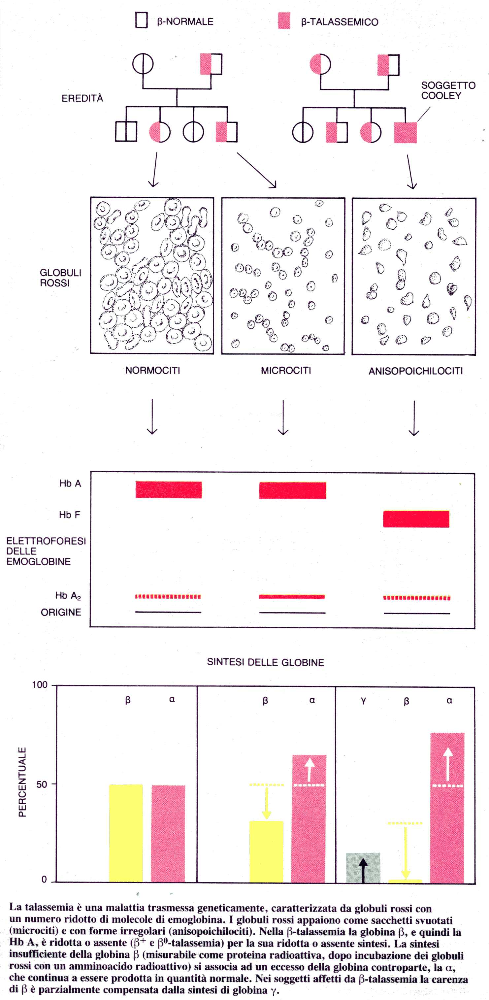 β-NORMALE
β-TALASSEMICO
EREDITÀ
SOGGETTO
COOLEY
GLOBULI
ROSSI
NORMOCITI
MICROCITI
ANISOPOICHILOCITI
Hb A
Hb F
ELETTROFORESI
DELLE
EMOGLOBINE
Hb A₂
ORIGINE
SINTESI DELLE GLOBINE
100
β α β α γ β α
PERCENTUALE
50
0
La talassemia è una malattia trasmessa geneticamente, caratterizzata da globuli rossi con
un numero ridotto di molecole di emoglobina. I globuli rossi appaiono come sacchetti svuotati
(microciti) e con forme irregolari (anisopoichilociti). Nella β-talassemia la globina β, e quindi la
Hb A, è ridotta o assente (β⁺ e β⁰-talassemia) per la sua ridotta o assente sintesi. La sintesi
insufficiente della globina β (misurabile come proteina radioattiva, dopo incubazione dei globuli
rossi con un amminoacido radioattivo) si associa ad un eccesso della globina controparte, la α,
che continua a essere prodotta in quantità normale. Nei soggetti affetti da β-talassemia la carenza
di β è parzialmente compensata dalla sintesi di globina γ.